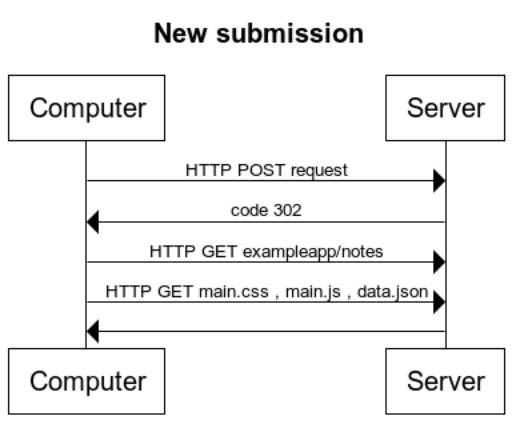 New submission
Computer Server
HTTP POST request
code 302
HTTP GET exampleapp/notes
HTTP GET main.css , main.js , data.json
Computer Server